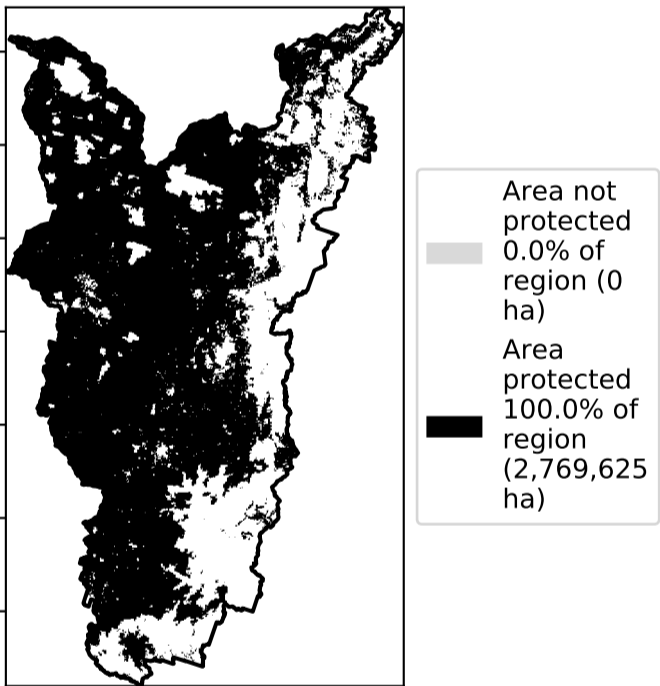 Area not
protected
0.0% of
region (0
ha)
Area
protected
100.0% of
region
(2,769,625
ha)